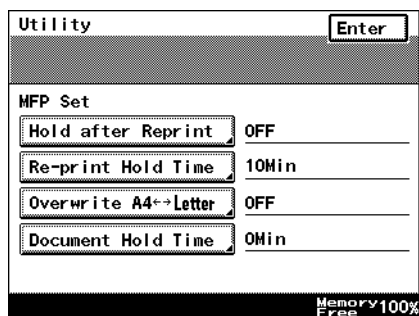 Utility Enter
MFP Set
Hold after Reprint OFF
Re-print Hold Time 10Min
Overwrite A4↔Letter OFF
Document Hold Time 0Min
Memory Free 100%